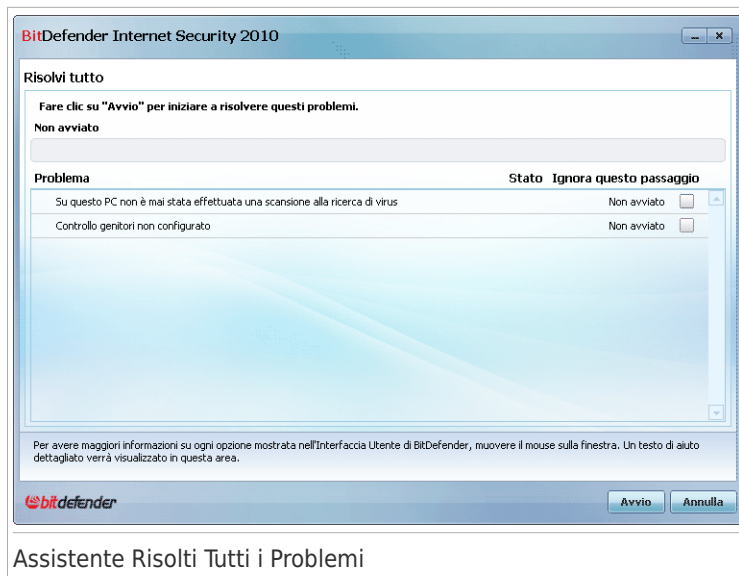 BitDefender Internet Security 2010
Risolvi tutto
Fare clic su "Avvio" per iniziare a risolvere questi problemi.
Non avviato
Problema Stato Ignora questo passaggio
Su questo PC non è mai stata effettuata una scansione alla ricerca di virus Non avviato
Controllo genitori non configurato Non avviato
Per avere maggiori informazioni su ogni opzione mostrata nell'Interfaccia Utente di BitDefender, muovere il mouse sulla finestra. Un testo di aiuto
dettagliato verrà visualizzato in questa area.
bitdefender Avvio Annulla
Assistente Risolti Tutti i Problemi